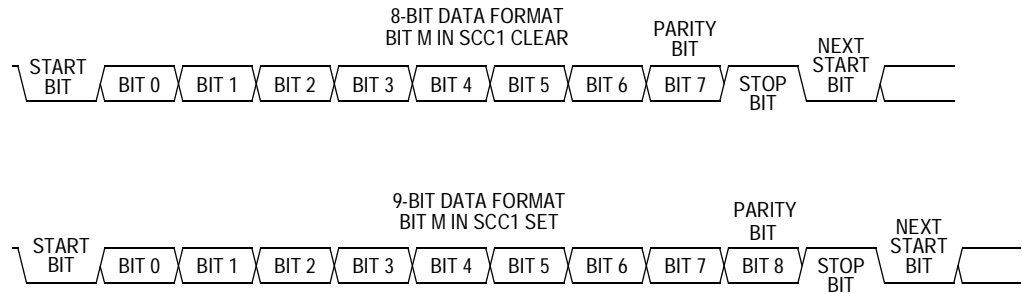 8-BIT DATA FORMAT
BIT M IN SCC1 CLEAR
PARITY
BIT
START
BIT
BIT 0
BIT 1
BIT 2
BIT 3
BIT 4
BIT 5
BIT 6
BIT 7
STOP
BIT
NEXT
START
BIT
9-BIT DATA FORMAT
BIT M IN SCC1 SET
PARITY
BIT
START
BIT
BIT 0
BIT 1
BIT 2
BIT 3
BIT 4
BIT 5
BIT 6
BIT 7
BIT 8
STOP
BIT
NEXT
START
BIT